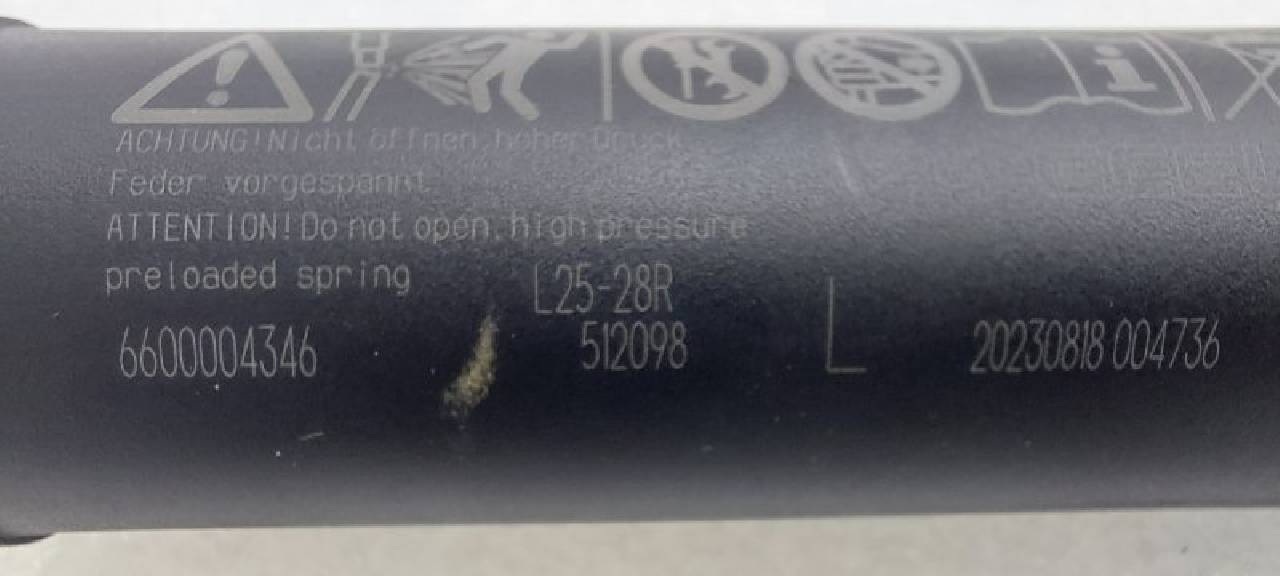 ACHTUNG! Nicht öffnen, hoher Druck
Feder vorgespannt
ATTENTION! Do not open, high pressure
preloaded spring
L25-28R
6600004346
512098
L
20230818 004736